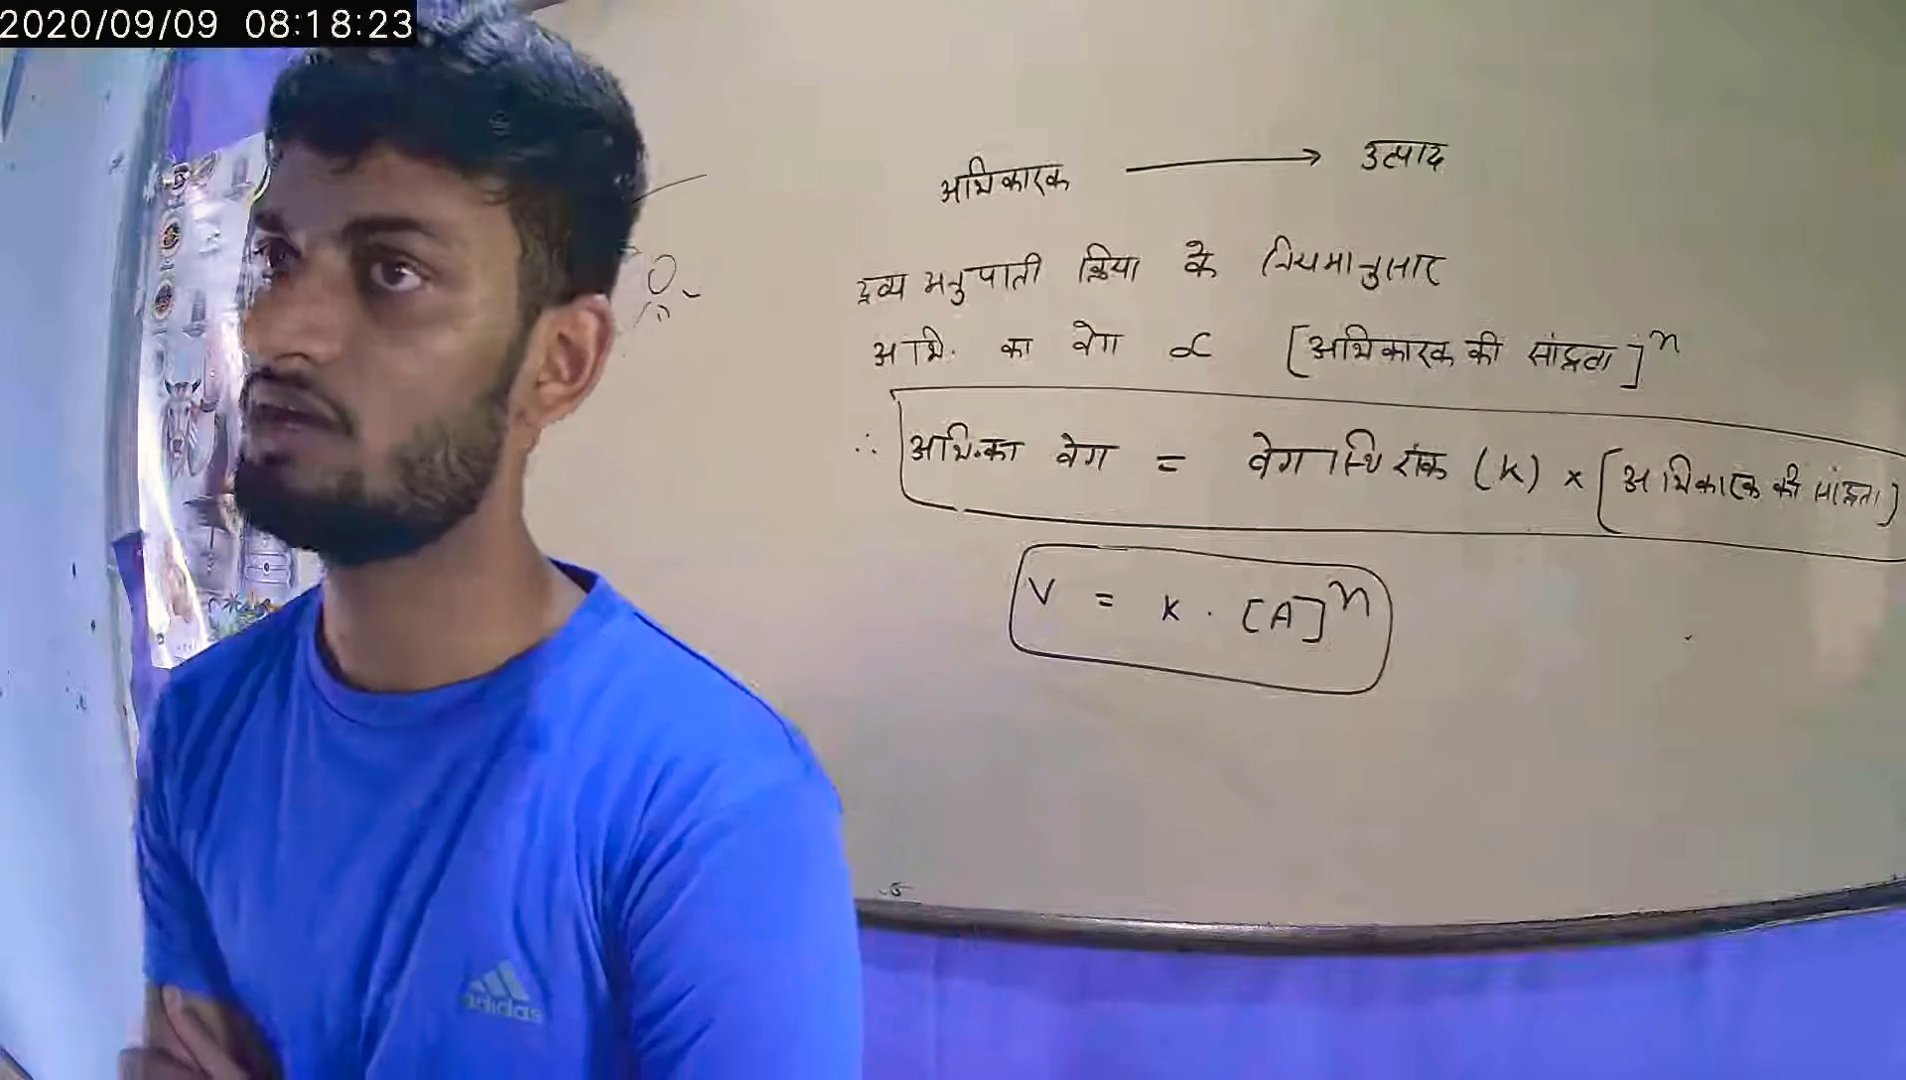 2020/09/09 08:18:23
अभिकारक ⟶ उत्पाद
द्रव्य अनुपाती क्रिया के नियमानुसार
अभि. का वेग ∝ [अभिकारक की सांद्रता]ⁿ
∴ अभि.का वेग = वेग स्थिरांक (K) × [अभिकारक की सांद्रता]
V = K . [A]ⁿ
adidas